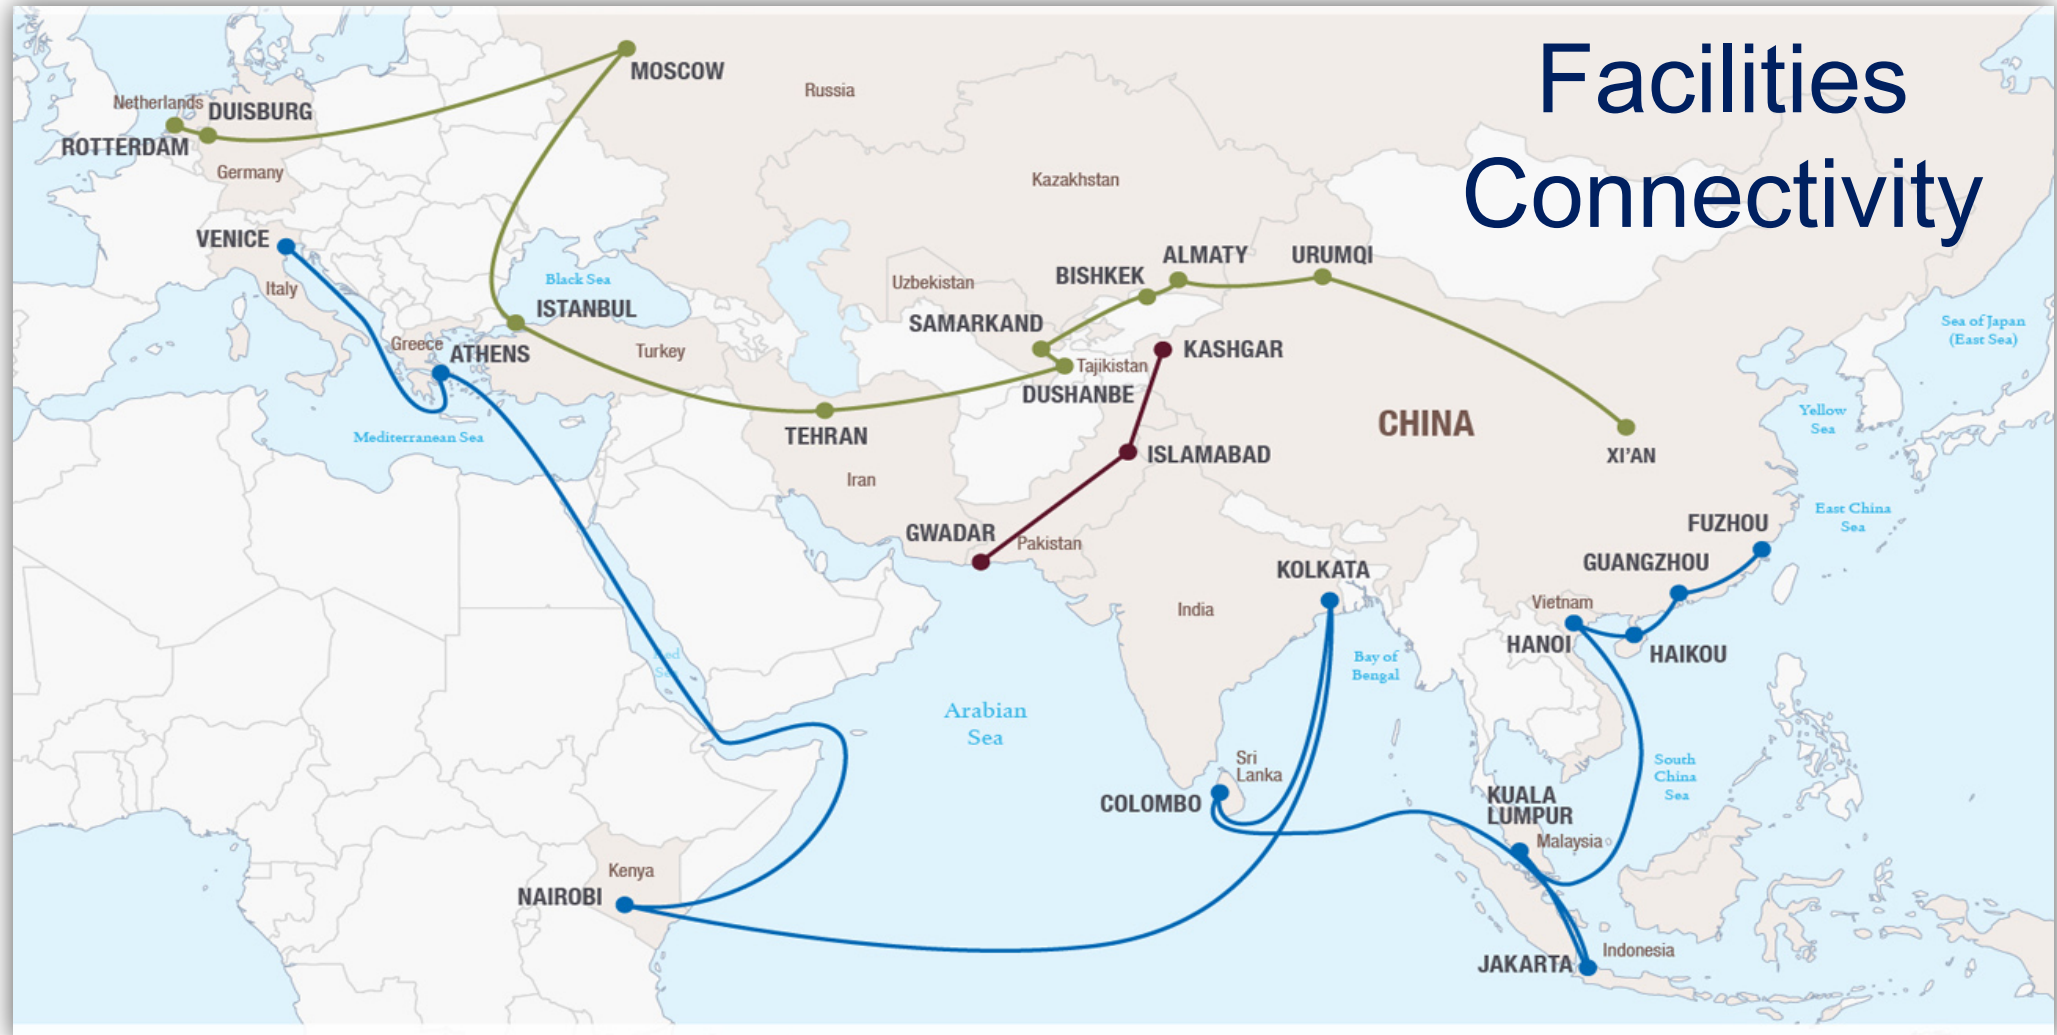 Facilities
Connectivity
MOSCOW
Russia
Netherlands
DUISBURG
ROTTERDAM
Germany
Kazakhstan
VENICE
Italy
Black Sea
ISTANBUL
Uzbekistan
BISHKEK
ALMATY
URUMQI
SAMARKAND
Greece
ATHENS
Turkey
Tajikistan
KASHGAR
DUSHANBE
Sea of Japan
(East Sea)
Mediterranean Sea
TEHRAN
Iran
ISLAMABAD
CHINA
XI'AN
Yellow
Sea
East China
Sea
GWADAR
Pakistan
KOLKATA
India
FUZHOU
GUANGZHOU
Vietnam
HANOI
HAIKOU
Bay of
Bengal
Red
Sea
Arabian
Sea
Sri
Lanka
COLOMBO
South
China
Sea
KUALA
LUMPUR
Malaysia
Kenya
NAIROBI
JAKARTA
Indonesia